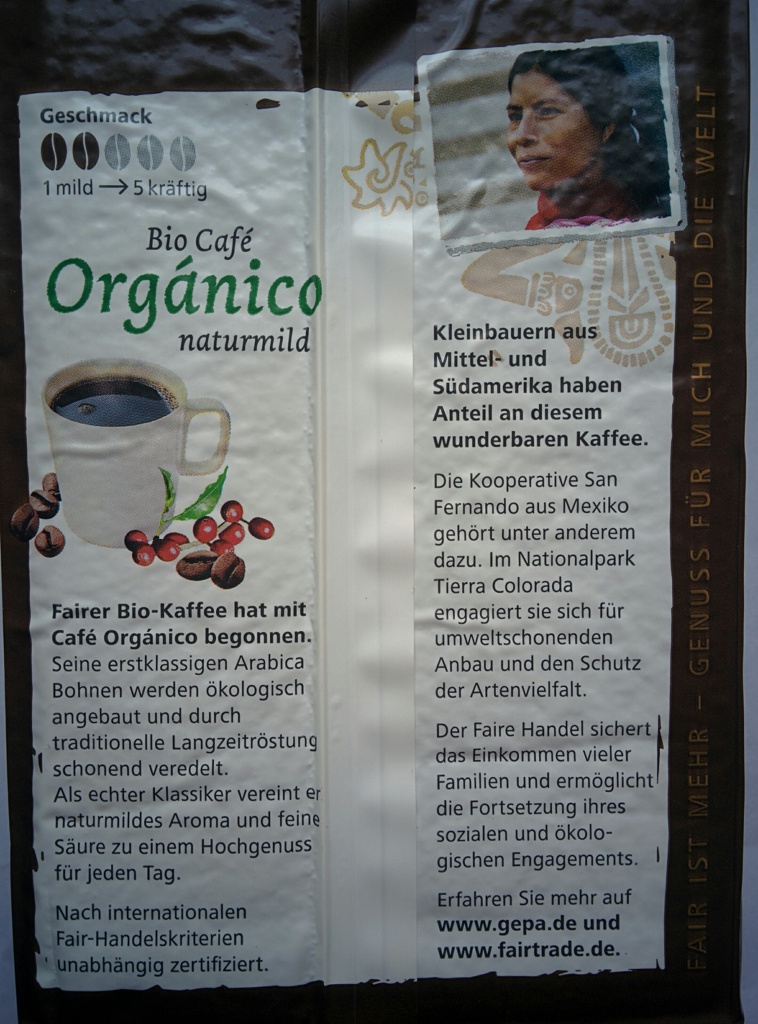 Geschmack
1 mild → 5 kräftig
Bio Café
Orgánico
naturmild
Fairer Bio-Kaffee hat mit
Café Orgánico begonnen.
Seine erstklassigen Arabica
Bohnen werden ökologisch
angebaut und durch
traditionelle Langzeitröstung
schonend veredelt.
Als echter Klassiker vereint er
naturmildes Aroma und feine
Säure zu einem Hochgenuss
für jeden Tag.
Nach internationalen
Fair-Handelskriterien
unabhängig zertifiziert.
Kleinbauern aus
Mittel- und
Südamerika haben
Anteil an diesem
wunderbaren Kaffee.
Die Kooperative San
Fernando aus Mexiko
gehört unter anderem
dazu. Im Nationalpark
Tierra Colorada
engagiert sie sich für
umweltschonenden
Anbau und den Schutz
der Artenvielfalt.
Der Faire Handel sichert
das Einkommen vieler
Familien und ermöglicht
die Fortsetzung ihres
sozialen und ökolo-
gischen Engagements.
Erfahren Sie mehr auf
www.gepa.de und
www.fairtrade.de.
FAIR IST MEHR – GENUSS FÜR MICH UND DIE WELT